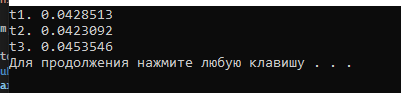 t1. 0.0428513
t2. 0.0423092
t3. 0.0453546
Для продолжения нажмите любую клавишу . . .